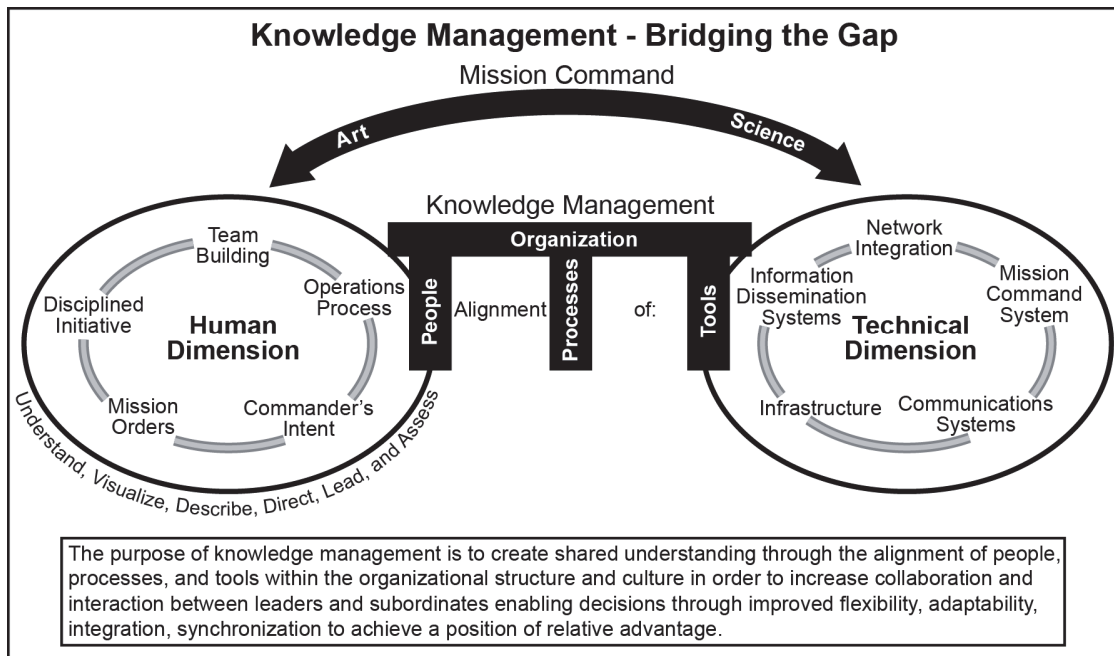 Knowledge Management - Bridging the Gap
Mission Command
Art
Science
Knowledge Management
Organization
People
Alignment
Processes
of:
Tools
Team
Building
Operations
Process
Commander's
Intent
Mission
Orders
Disciplined
Initiative
Human
Dimension
Understand, Visualize, Describe, Direct, Lead, and Assess
Network
Integration
Mission
Command
System
Communications
Systems
Infrastructure
Information
Dissemination
Systems
Technical
Dimension
The purpose of knowledge management is to create shared understanding through the alignment of people,
processes, and tools within the organizational structure and culture in order to increase collaboration and
interaction between leaders and subordinates enabling decisions through improved flexibility, adaptability,
integration, synchronization to achieve a position of relative advantage.